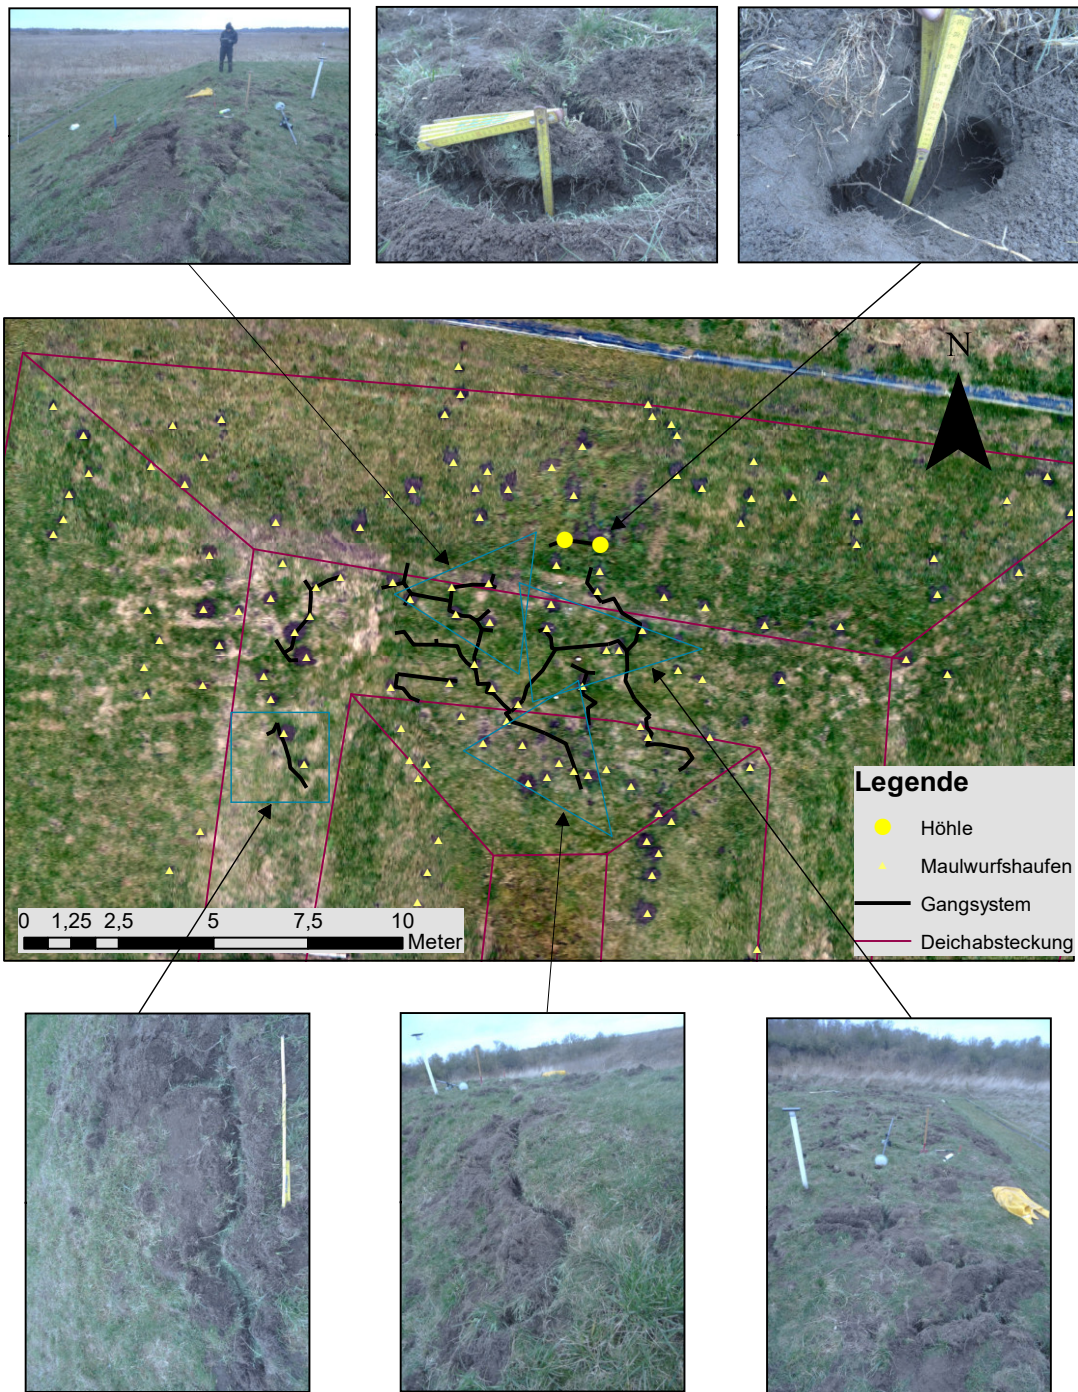 N
Legende
Höhle
Maulwurfshaufen
Gangsystem
Deichabsteckung
0 1,25 2,5 5 7,5 10
Meter